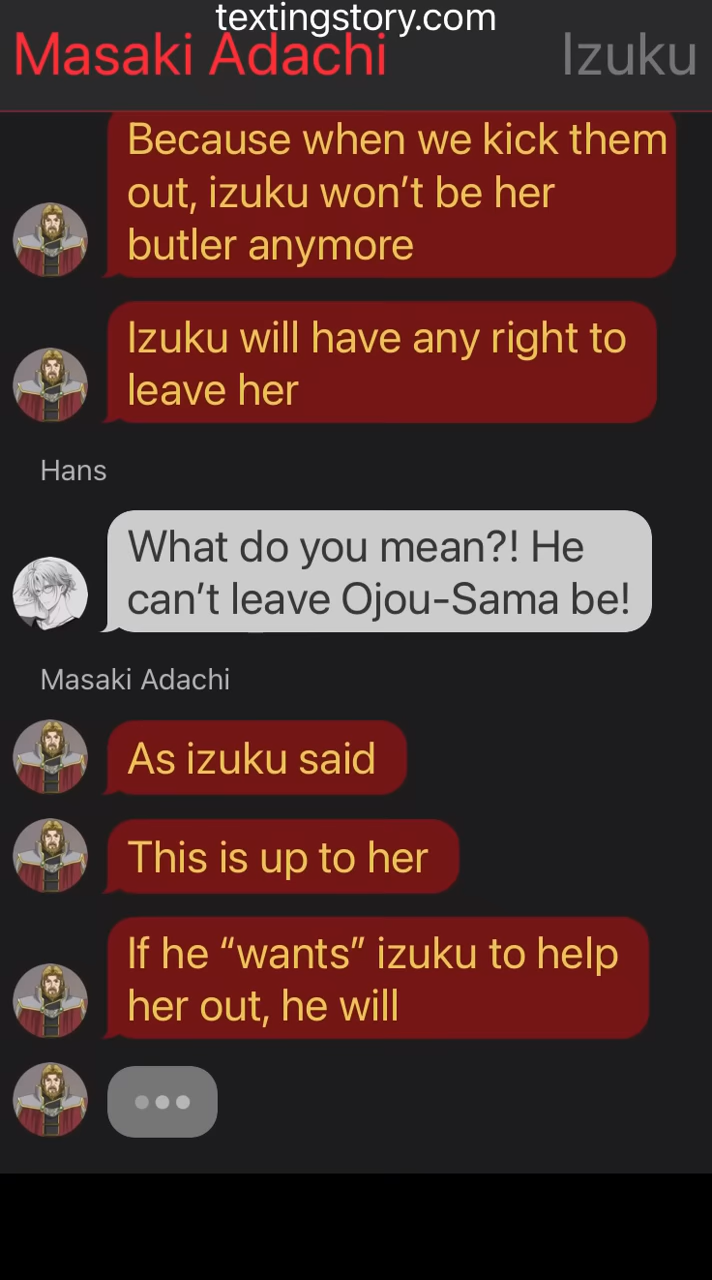 textingstory.com
Masaki Adachi
Izuku
Because when we kick them
out, izuku won’t be her
butler anymore
Izuku will have any right to
leave her
Hans
What do you mean?! He
can’t leave Ojou-Sama be!
Masaki Adachi
As izuku said
This is up to her
If he “wants” izuku to help
her out, he will